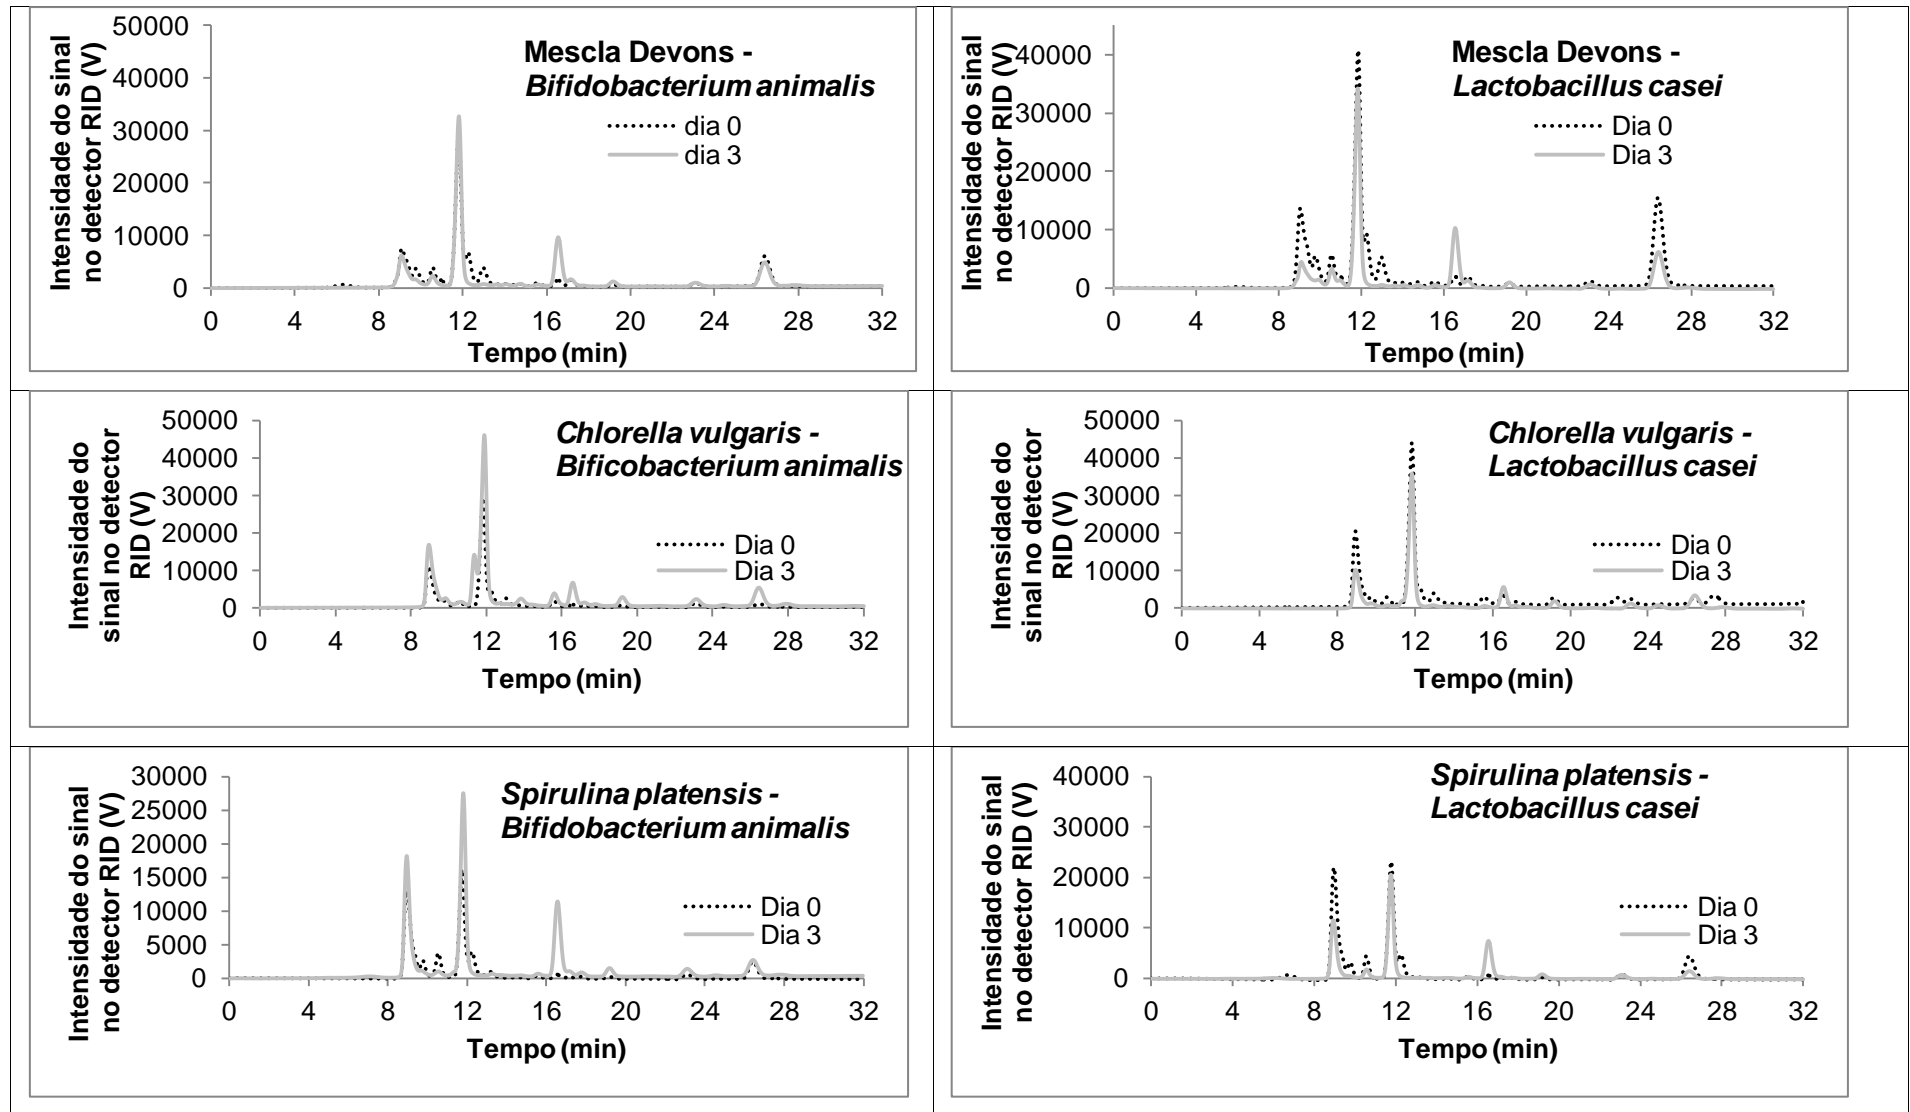 Intensidade do sinal
no detector RID (V)
50000
40000
30000
20000
10000
0
Mescla Devons -
Bifidobacterium animalis
dia 0
dia 3
0 4 8 12 16 20 24 28 32
Tempo (min)
Intensidade do sinal
no detector RID (V)
40000
30000
20000
10000
0
Mescla Devons -
Lactobacillus casei
Dia 0
Dia 3
0 4 8 12 16 20 24 28 32
Tempo (min)
Intensidade do
sinal no detector
RID (V)
50000
40000
30000
20000
10000
0
Chlorella vulgaris -
Bificobacterium animalis
Dia 0
Dia 3
0 4 8 12 16 20 24 28 32
Tempo (min)
Intensidade do
sinal no detector
RID (V)
50000
40000
30000
20000
10000
0
Chlorella vulgaris -
Lactobacillus casei
Dia 0
Dia 3
0 4 8 12 16 20 24 28 32
Tempo (min)
Intensidade do sinal
no detector RID (V)
30000
25000
20000
15000
10000
5000
0
Spirulina platensis -
Bifidobacterium animalis
Dia 0
Dia 3
0 4 8 12 16 20 24 28 32
Tempo (min)
Intensidade do sinal
no detector RID (V)
40000
30000
20000
10000
0
Spirulina platensis -
Lactobacillus casei
Dia 0
Dia 3
0 4 8 12 16 20 24 28 32
Tempo (min)